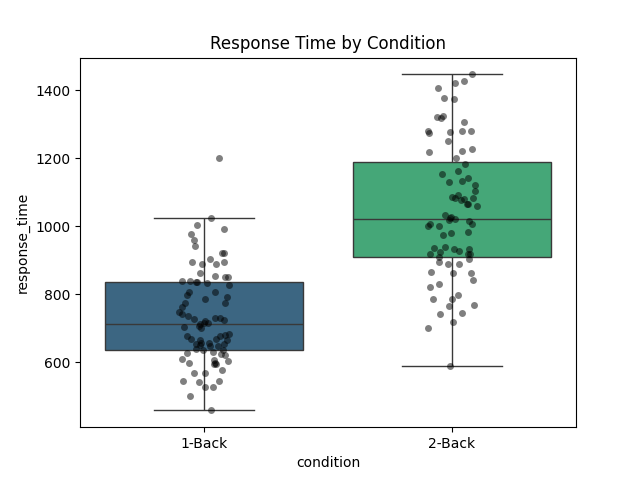 Response Time by Condition
1400
1200
1000
800
600
response_time
1-Back
2-Back
condition